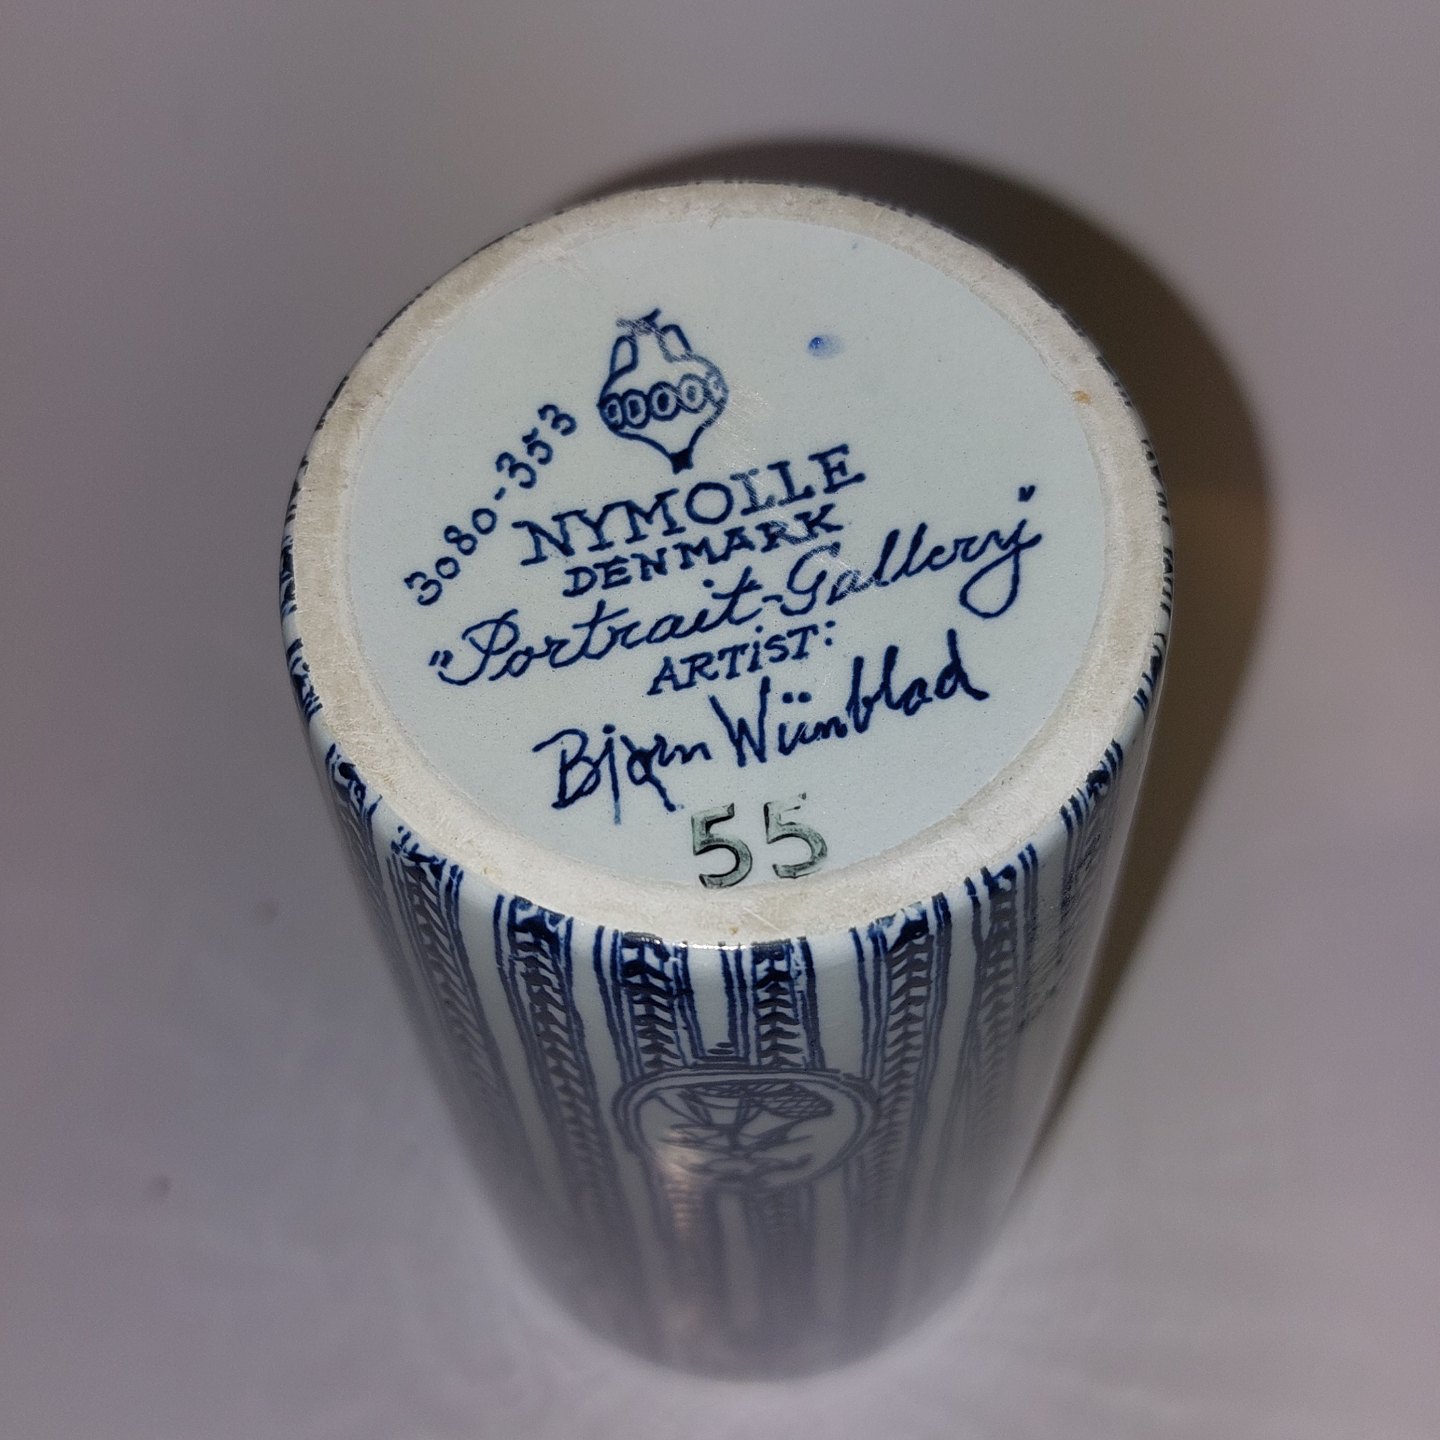 3080-353
NYMOLLE
DENMARK
"Portrait-Gallery"
ARTIST:
Bjørn Wiinblad
55